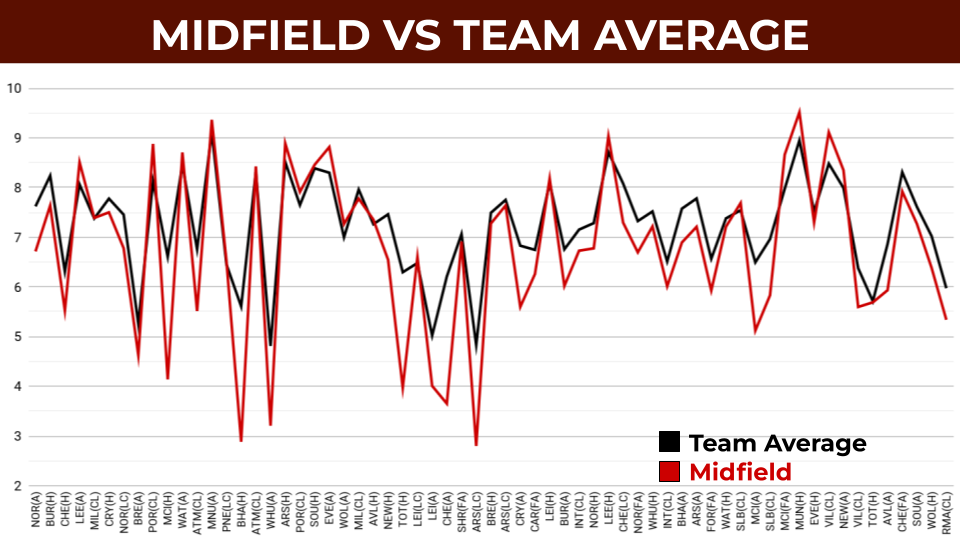 MIDFIELD VS TEAM AVERAGE
10
9
8
7
6
5
4
3
2
Team Average
Midfield
NOR(A)
BUR(H)
CHE(H)
LEE(A)
MIL(CL)
CRY(H)
NOR(LC)
BRE(A)
POR(CL)
MCI(H)
WAT(A)
ATM(CL)
MNU(A)
PNE(LC)
BHA(H)
ATM(CL)
WHU(A)
ARS(H)
POR(CL)
SOU(H)
EVE(A)
WOL(A)
MIL(CL)
AVL(H)
NEW(H)
TOT(H)
LEI(LC)
LEI(A)
CHE(A)
SHR(FA)
ARS(LC)
BRE(H)
ARS(LC)
CRY(A)
CAR(FA)
LEI(H)
BUR(A)
INT(CL)
NOR(H)
LEE(H)
CHE(LC)
NOR(FA)
WHU(H)
INT(CL)
BHA(A)
ARS(A)
FOR(FA)
WAT(H)
SLB(CL)
MCI(A)
SLB(CL)
MCI(FA)
MUN(H)
EVE(H)
VIL(CL)
NEW(A)
VIL(CL)
TOT(H)
AVL(A)
CHE(FA)
SOU(A)
WOL(H)
RMA(CL)